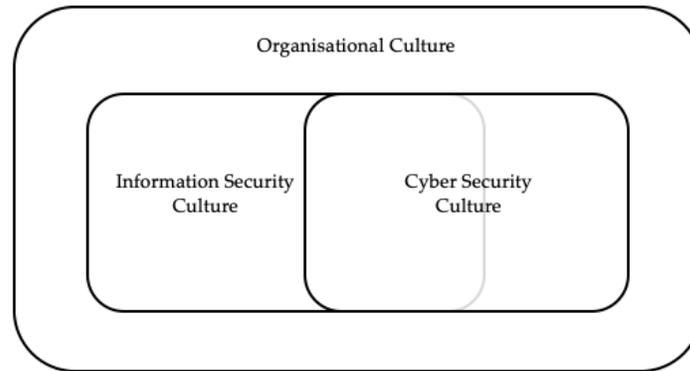 Organisational Culture
Information Security
Culture
Cyber Security
Culture